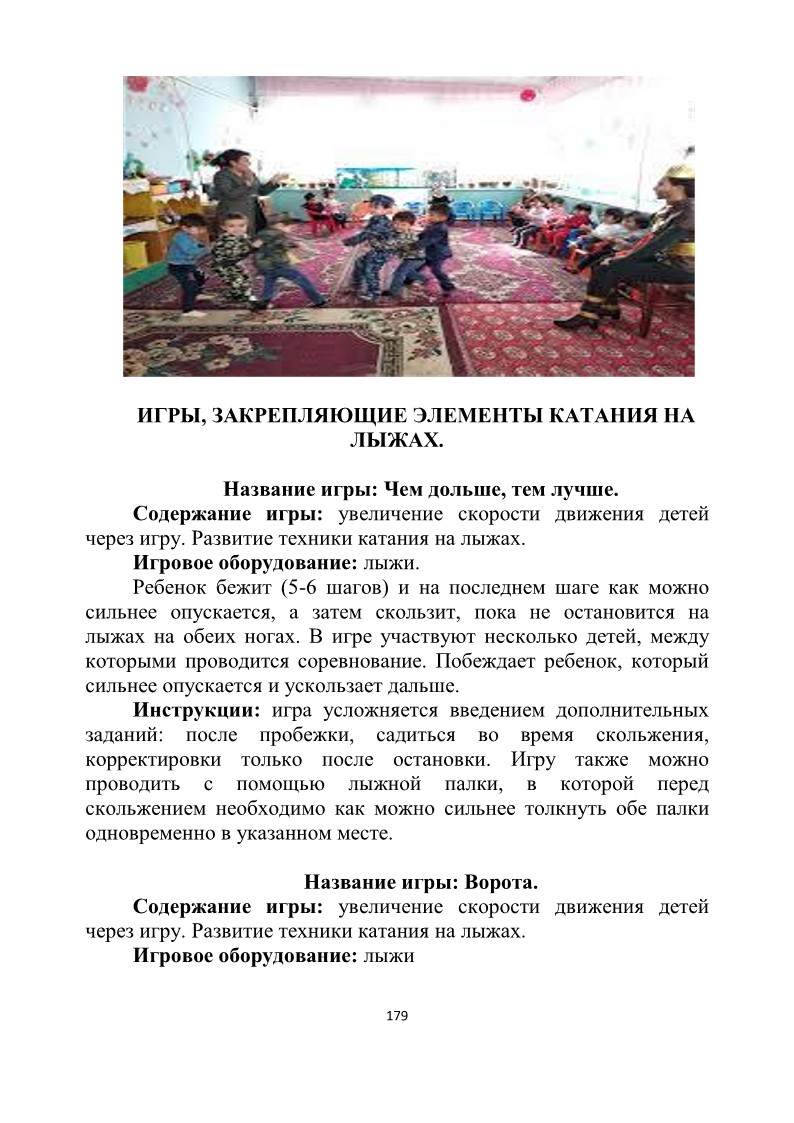 ИГРЫ, ЗАКРЕПЛЯЮЩИЕ ЭЛЕМЕНТЫ КАТАНИЯ НА
ЛЫЖАХ.
Название игры: Чем дольше, тем лучше.
Содержание игры: увеличение скорости движения детей
через игру. Развитие техники катания на лыжах.
Игровое оборудование: лыжи.
Ребенок бежит (5-6 шагов) и на последнем шаге как можно
сильнее опускается, а затем скользит, пока не остановится на
лыжах на обеих ногах. В игре участвуют несколько детей, между
которыми проводится соревнование. Побеждает ребенок, который
сильнее опускается и ускользает дальше.
Инструкции: игра усложняется введением дополнительных
заданий: после пробежки, садиться во время скольжения,
корректировки только после остановки. Игру также можно
проводить с помощью лыжной палки, в которой перед
скольжением необходимо как можно сильнее толкнуть обе палки
одновременно в указанном месте.
Название игры: Ворота.
Содержание игры: увеличение скорости движения детей
через игру. Развитие техники катания на лыжах.
Игровое оборудование: лыжи
179